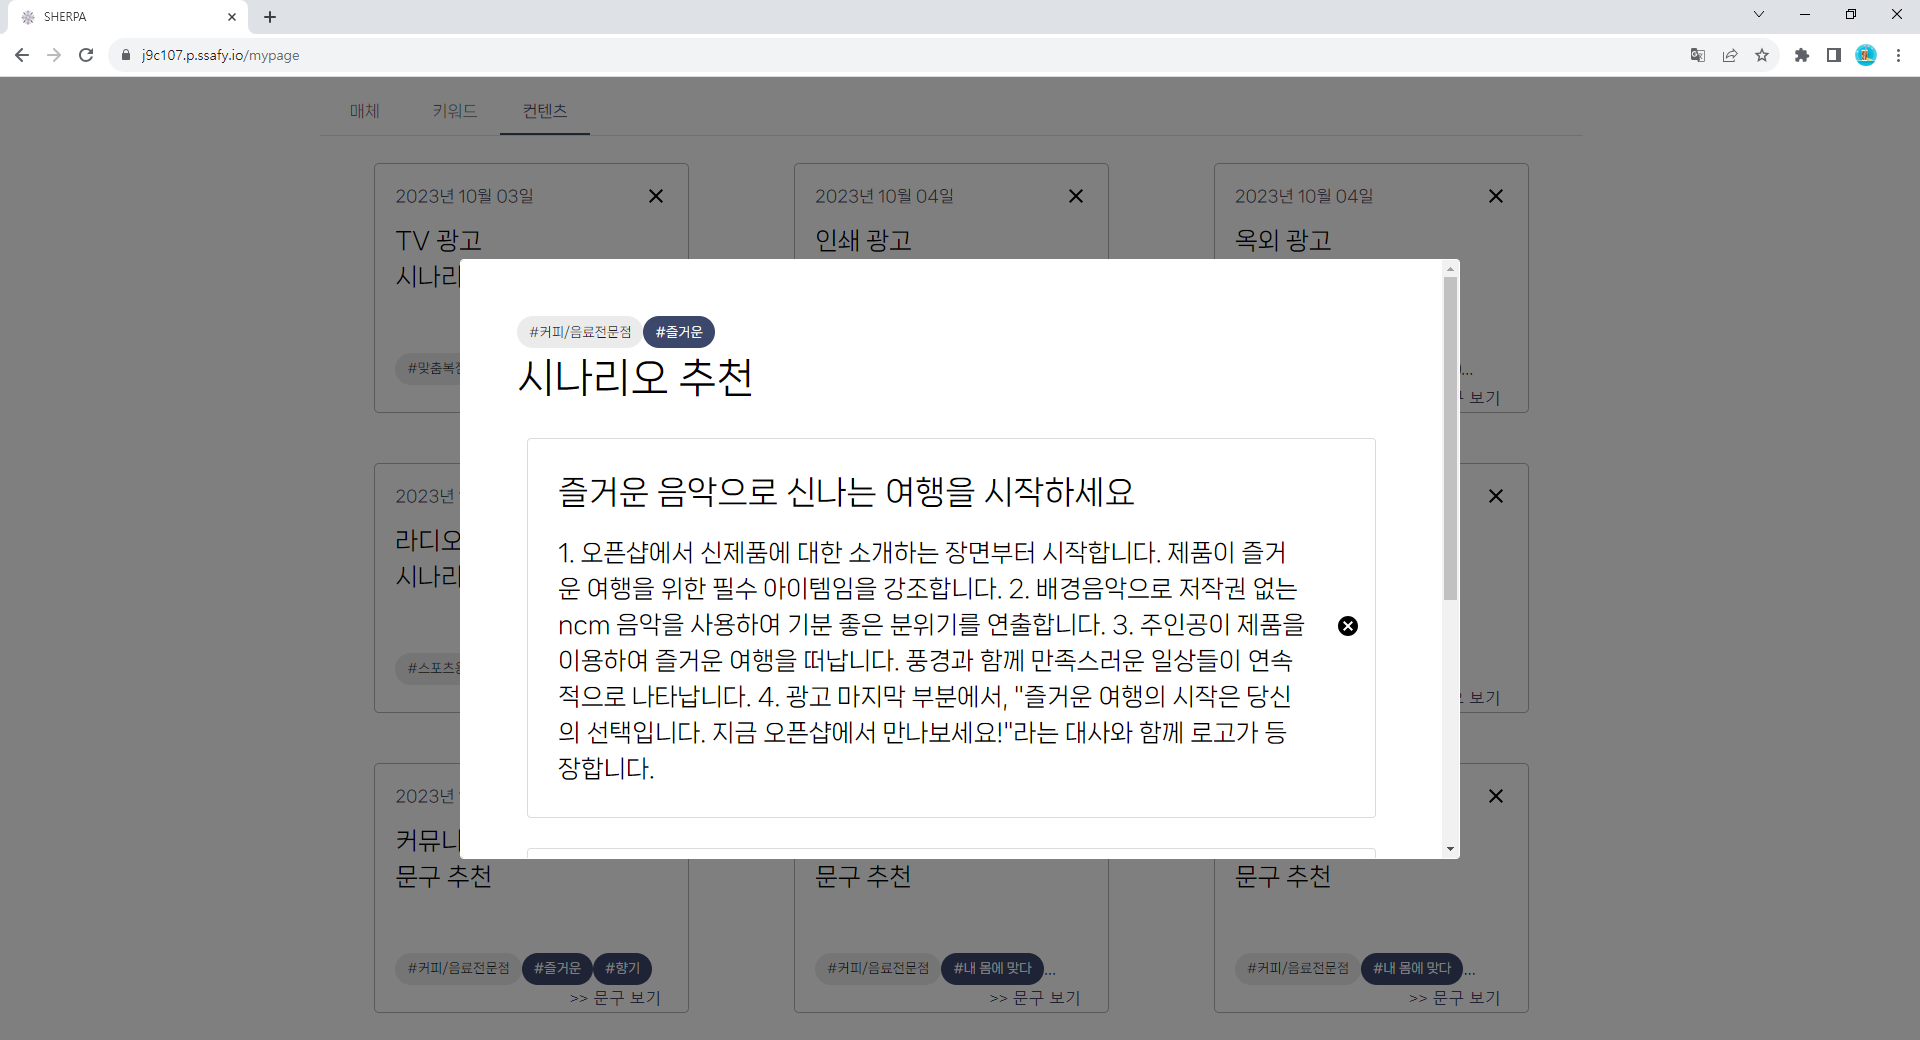 SHERPA
j9c107.p.ssafy.io/mypage
매체 키워드 컨텐츠
2023년 10월 03일
TV 광고
시나리
#맞춤복
2023년 10월 04일
인쇄 광고
2023년 10월 04일
옥외 광고
...
구 보기
#커피/음료전문점 #즐거운
시나리오 추천
즐거운 음악으로 신나는 여행을 시작하세요
1. 오픈샵에서 신제품에 대한 소개하는 장면부터 시작합니다. 제품이 즐거
운 여행을 위한 필수 아이템임을 강조합니다. 2. 배경음악으로 저작권 없는
ncm 음악을 사용하여 기분 좋은 분위기를 연출합니다. 3. 주인공이 제품을
이용하여 즐거운 여행을 떠납니다. 풍경과 함께 만족스러운 일상들이 연속
적으로 나타납니다. 4. 광고 마지막 부분에서, "즐거운 여행의 시작은 당신
의 선택입니다. 지금 오픈샵에서 만나보세요!"라는 대사와 함께 로고가 등
장합니다.
2023년
라디오
시나리
#스포츠
보기
2023년
커뮤니
문구 추천
#커피/음료전문점 #즐거운 #향기
>> 문구 보기
문구 추천
#커피/음료전문점 #내 몸에 맞다 ...
>> 문구 보기
문구 추천
#커피/음료전문점 #내 몸에 맞다 ...
>> 문구 보기